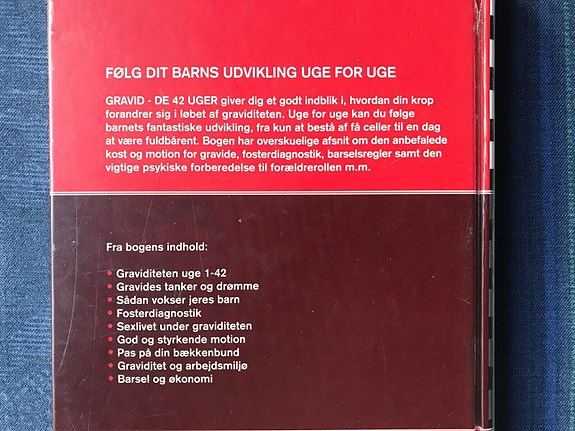 FØLG DIT BARNS UDVIKLING UGE FOR UGE
GRAVID - DE 42 UGER giver dig et godt indblik i, hvordan din krop
forandrer sig i løbet af graviditeten. Uge for uge kan du følge
barnets fantastiske udvikling, fra kun at bestå af få celler til en dag
at være fuldbårent. Bogen har overskuelige afsnit om den anbefalede
kost og motion for gravide, fosterdiagnostik, barselsregler samt den
vigtige psykiske forberedelse til forældrerollen m.m.
Fra bogens indhold:
• Graviditeten uge 1-42
• Gravides tanker og drømme
• Sådan vokser jeres barn
• Fosterdiagnostik
• Sexlivet under graviditeten
• God og styrkende motion
• Pas på din bækkenbund
• Graviditet og arbejdsmiljø
• Barsel og økonomi